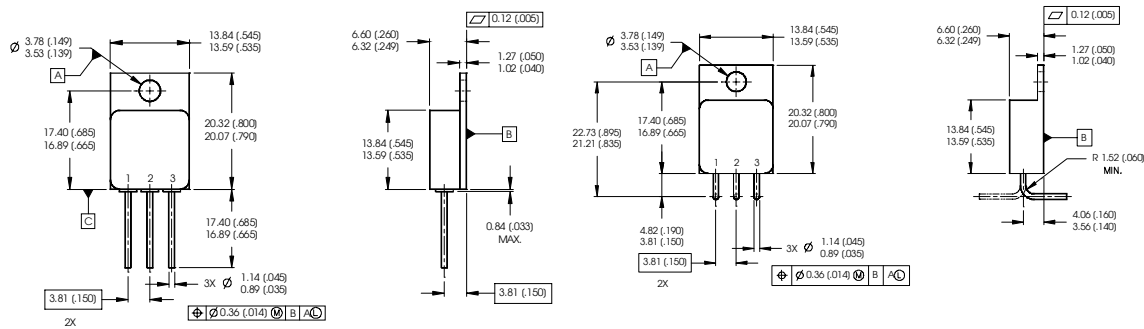 ⌀ 3.78 (.149)
3.53 (.139)
13.84 (.545)
13.59 (.535)
A
17.40 (.685)
16.89 (.665)
20.32 (.800)
20.07 (.790)
1 2 3
C
17.40 (.685)
16.89 (.665)
3X ⌀ 1.14 (.045)
0.89 (.035)
3.81 (.150)
2X
⌖ ⌀ 0.36 (.014) Ⓜ B A Ⓛ
⏥ 0.12 (.005)
6.60 (.260)
6.32 (.249)
1.27 (.050)
1.02 (.040)
B
13.84 (.545)
13.59 (.535)
0.84 (.033)
MAX.
3.81 (.150)
⌀ 3.78 (.149)
3.53 (.139)
13.84 (.545)
13.59 (.535)
A
22.73 (.895)
21.21 (.835)
17.40 (.685)
16.89 (.665)
20.32 (.800)
20.07 (.790)
1 2 3
4.82 (.190)
3.81 (.150)
3X ⌀ 1.14 (.045)
0.89 (.035)
3.81 (.150)
2X
⌖ ⌀ 0.36 (.014) Ⓜ B A Ⓛ
⏥ 0.12 (.005)
6.60 (.260)
6.32 (.249)
1.27 (.050)
1.02 (.040)
13.84 (.545)
13.59 (.535)
B
R 1.52 (.060)
MIN.
4.06 (.160)
3.56 (.140)